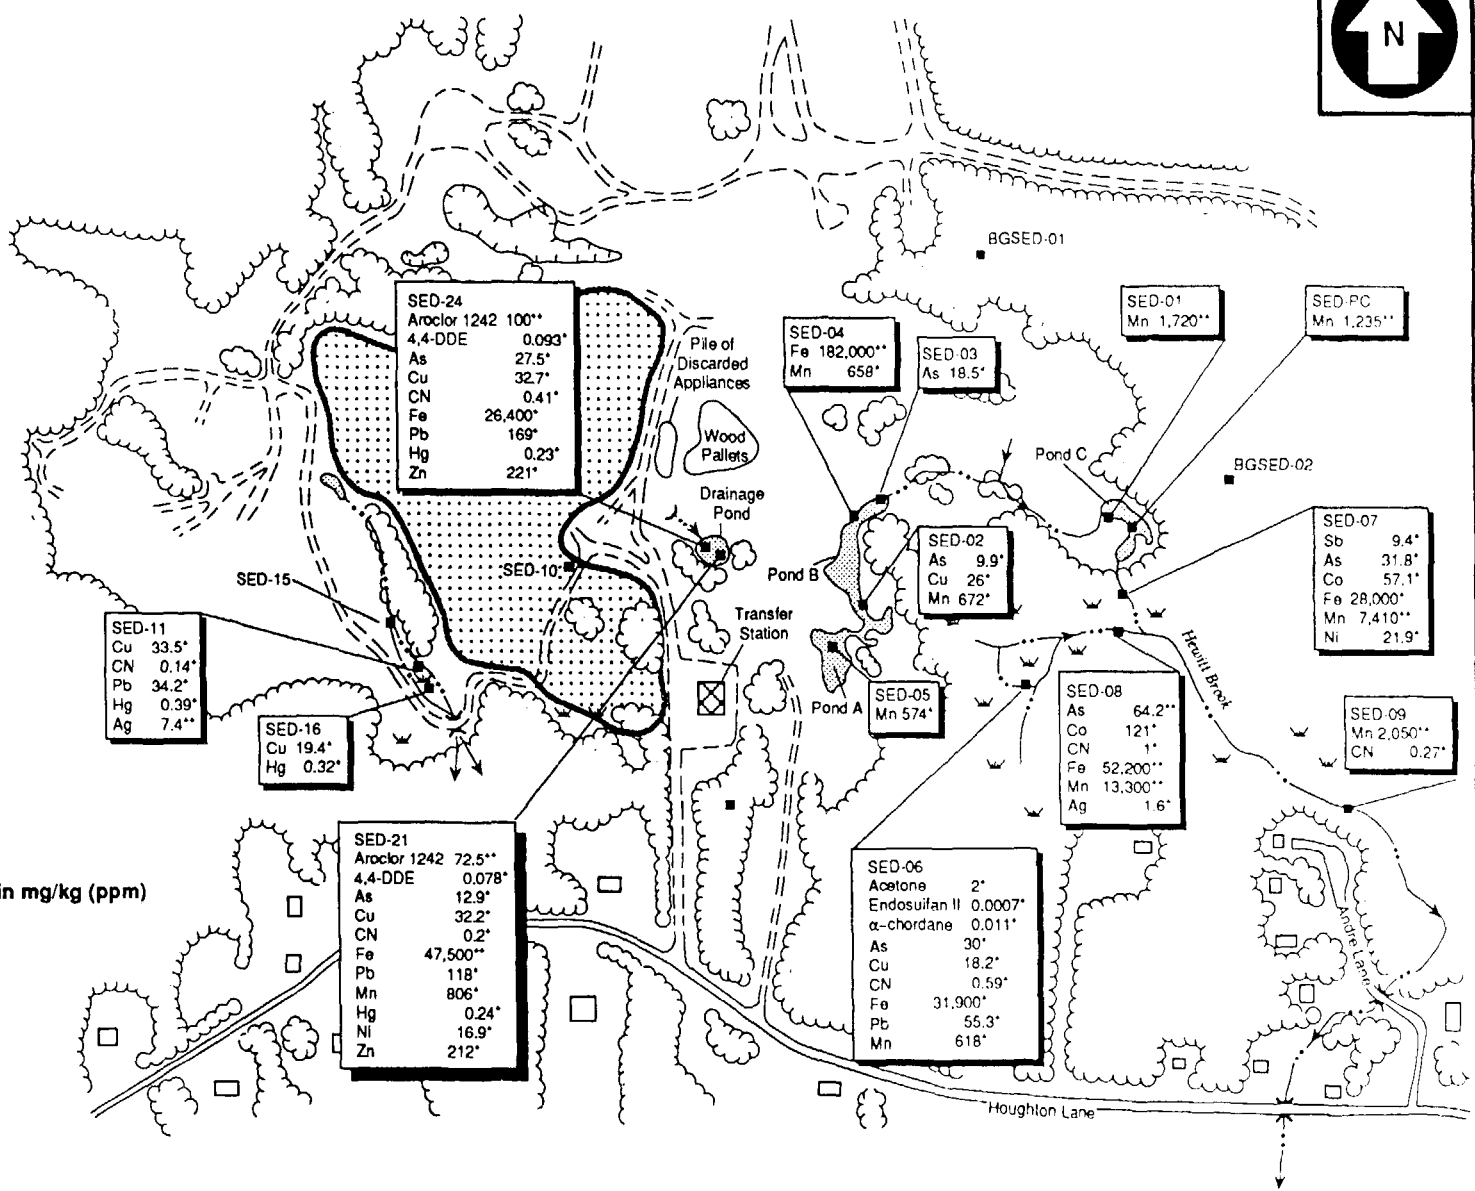 N
BGSED-01
SED-24
Aroclor 1242 100**
4,4-DDE 0.093*
As 27.5*
Cu 32.7*
CN 0.41*
Fe 26,400*
Pb 169*
Hg 0.23*
Zn 221*
Pile of
Discarded
Appliances
Wood
Pallets
Drainage
Pond
SED-04
Fe 182,000**
Mn 658*
SED-03
As 18.5*
SED-01
Mn 1,720**
SED-PC
Mn 1,235**
Pond C
BGSED-02
SED-07
Sb 9.4*
As 31.8*
Co 57.1*
Fe 28,000*
Mn 7,410**
Ni 21.9*
SED-02
As 9.9*
Cu 26*
Mn 672*
Pond B
SED-10
SED-15
Transfer
Station
SED-11
Cu 33.5*
CN 0.14*
Pb 34.2*
Hg 0.39*
Ag 7.4**
SED-16
Cu 19.4*
Hg 0.32*
Pond A
SED-05
Mn 574*
SED-08
As 64.2**
Co 121*
CN 1*
Fe 52,200**
Mn 13,300**
Ag 1.6*
Hewitt Brook
SED-09
Mn 2,050**
CN 0.27*
SED-21
Aroclor 1242 72.5**
4,4-DDE 0.078*
As 12.9*
Cu 32.2*
CN 0.2*
Fe 47,500**
Pb 118*
Mn 806*
Hg 0.24*
Ni 16.9*
Zn 212*
SED-06
Acetone 2*
Endosulfan II 0.0007*
α-chordane 0.011*
As 30*
Cu 18.2*
CN 0.59*
Fe 31,900*
Pb 55.3*
Mn 618*
in mg/kg (ppm)
Andre Lane
Houghton Lane